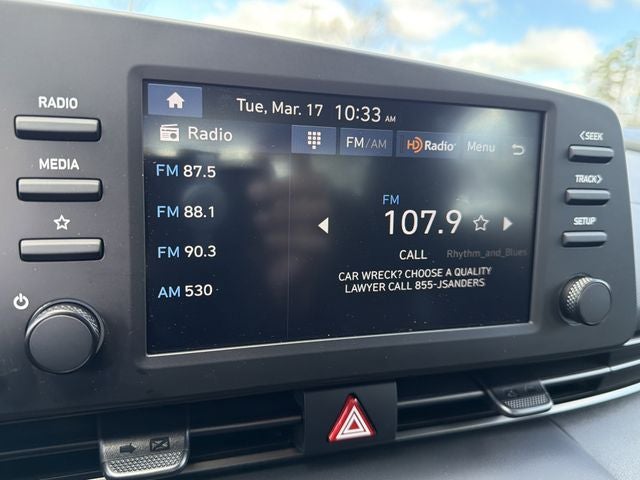 RADIO
MEDIA
Tue, Mar. 17 10:33 AM
Radio
FM/AM
HD Radio
Menu
FM 87.5
FM 88.1
FM 90.3
AM 530
FM
107.9
CALL
Rhythm_and_Blues
CAR WRECK? CHOOSE A QUALITY
LAWYER CALL 855-JSANDERS
<SEEK
TRACK>
SETUP